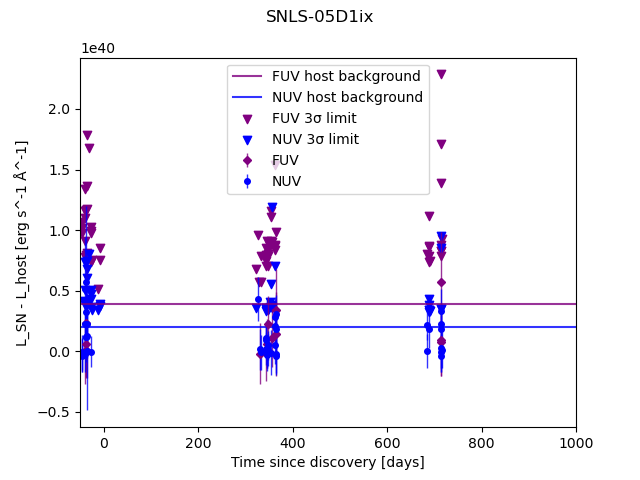 SNLS-05D1ix
1e40
FUV host background
NUV host background
FUV 3σ limit
NUV 3σ limit
FUV
NUV
2.0
1.5
1.0
0.5
0.0
−0.5
L_SN - L_host [erg s^-1 Å^-1]
0 200 400 600 800 1000
Time since discovery [days]